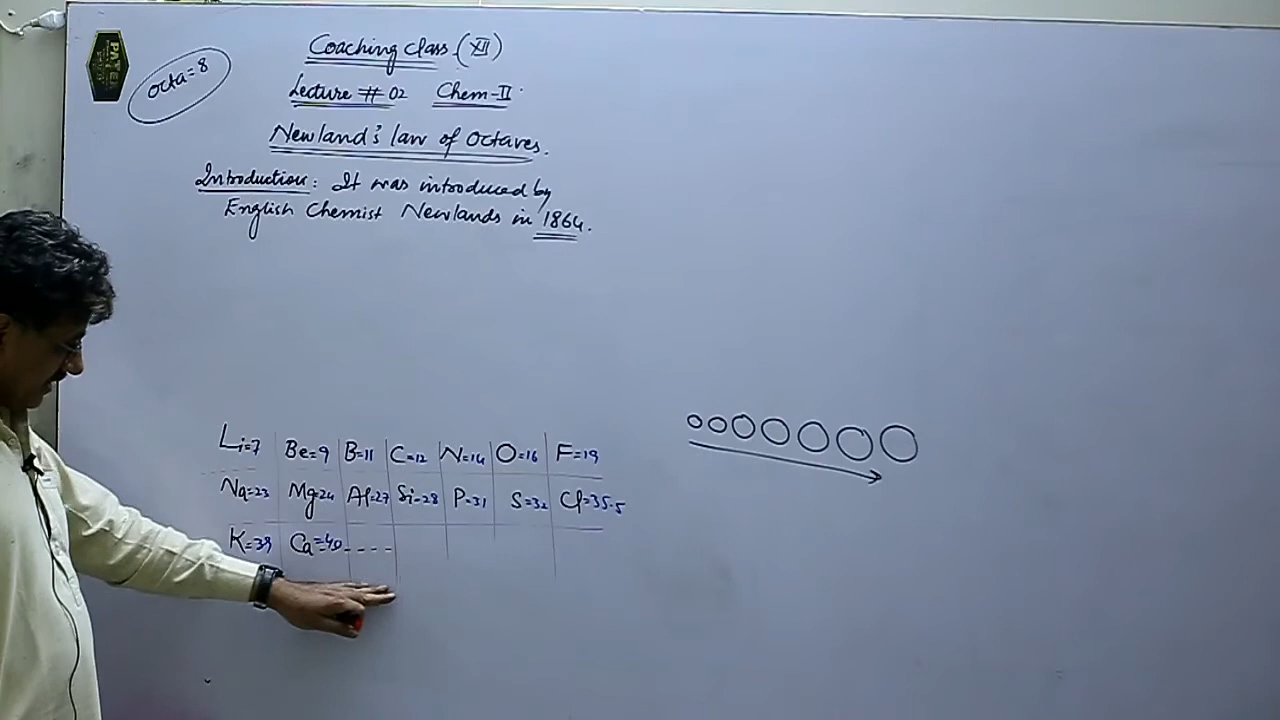 PATEL
Octa=8
Coaching class (XII)
Lecture # 02 Chem-II
Newland's law of Octaves.
Introduction: It was introduced by
English Chemist Newlands in 1864.
Li=7 Be=9 B=11 C=12 N=14 O=16 F=19
Na=23 Mg=24 Al=27 Si=28 P=31 S=32 Cl=35.5
K=39 Ca=40 - - - -